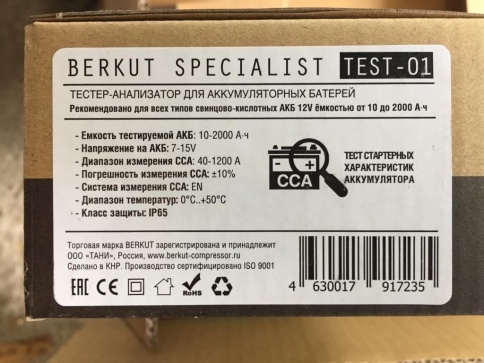 BERKUT SPECIALIST TEST-01
ТЕСТЕР-АНАЛИЗАТОР ДЛЯ АККУМУЛЯТОРНЫХ БАТЕРЕЙ
Рекомендовано для всех типов свинцово-кислотных АКБ 12V ёмкостью от 10 до 2000 А·ч
- Емкость тестируемой АКБ: 10-2000 А·ч
- Напряжение на АКБ: 7-15V
- Диапазон измерения ССА: 40-1200 А
- Погрешность измерения ССА: ±10%
- Система измерения ССА: EN
- Диапазон температур: 0°С..+50°С
- Класс защиты: IP65
CCA
ТЕСТ СТАРТЕРНЫХ
ХАРАКТЕРИСТИК
АККУМУЛЯТОРА
Торговая марка BERKUT зарегистрирована и принадлежит
ООО «ТАНИ», Россия, www.berkut-compressor.ru
Сделано в КНР. Производство сертифицировано ISO 9001
EAC CE RoHS
4 630017 917235